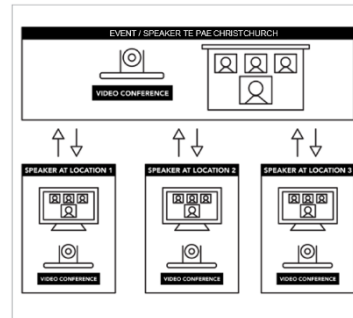 EVENT / SPEAKER TE PAE CHRISTCHURCH
VIDEO CONFERENCE
SPEAKER AT LOCATION 1
SPEAKER AT LOCATION 2
SPEAKER AT LOCATION 3
VIDEO CONFERENCE
VIDEO CONFERENCE
VIDEO CONFERENCE